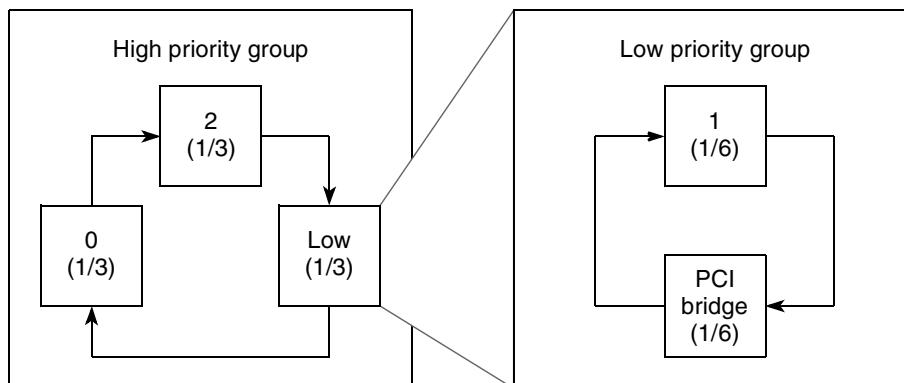 High priority group
2
(1/3)
0
(1/3)
Low
(1/3)
Low priority group
1
(1/6)
PCI
bridge
(1/6)